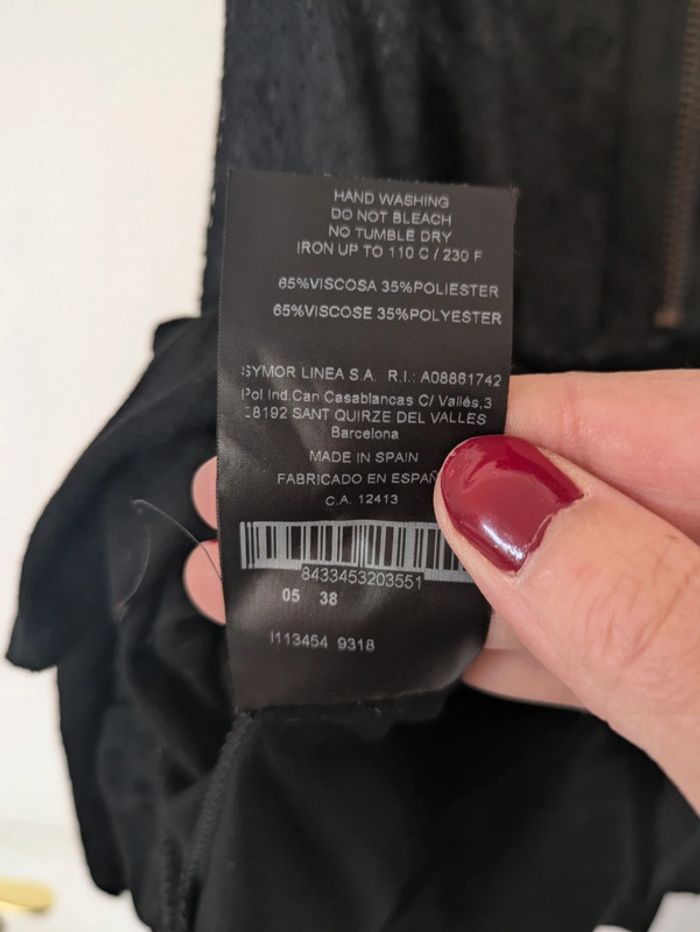 HAND WASHING
DO NOT BLEACH
NO TUMBLE DRY
IRON UP TO 110 C / 230 F
65%VISCOSA 35%POLIESTER
65%VISCOSE 35%POLYESTER
SYMOR LINEA S.A. R.I.: A08861742
Pol Ind.Can Casablancas C/ Vallés,3
08192 SANT QUIRZE DEL VALLES
Barcelona
MADE IN SPAIN
FABRICADO EN ESPAÑ
C.A. 12413
8433453203551
05 38
I113454 9318